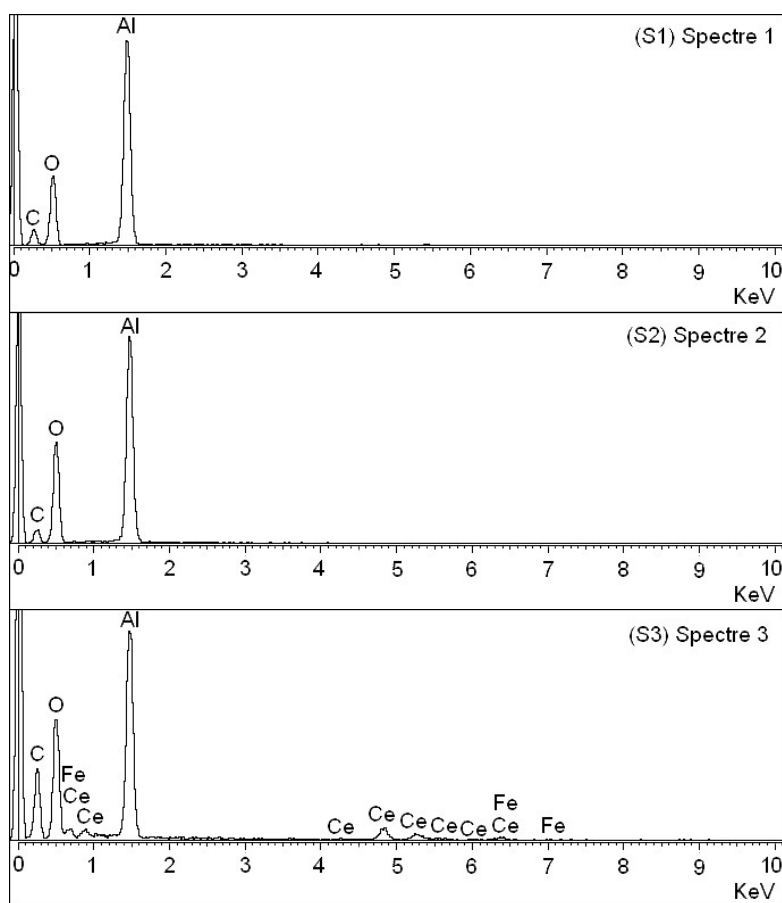 Al
(S1) Spectre 1
O
C
0 1 2 3 4 5 6 7 8 9 10
KeV
Al
(S2) Spectre 2
O
C
0 1 2 3 4 5 6 7 8 9 10
KeV
Al
(S3) Spectre 3
O
C
Fe
Ce
Ce
Ce
Ce
Ce
Ce
Ce
Fe
Ce
Fe
0 1 2 3 4 5 6 7 8 9 10
KeV